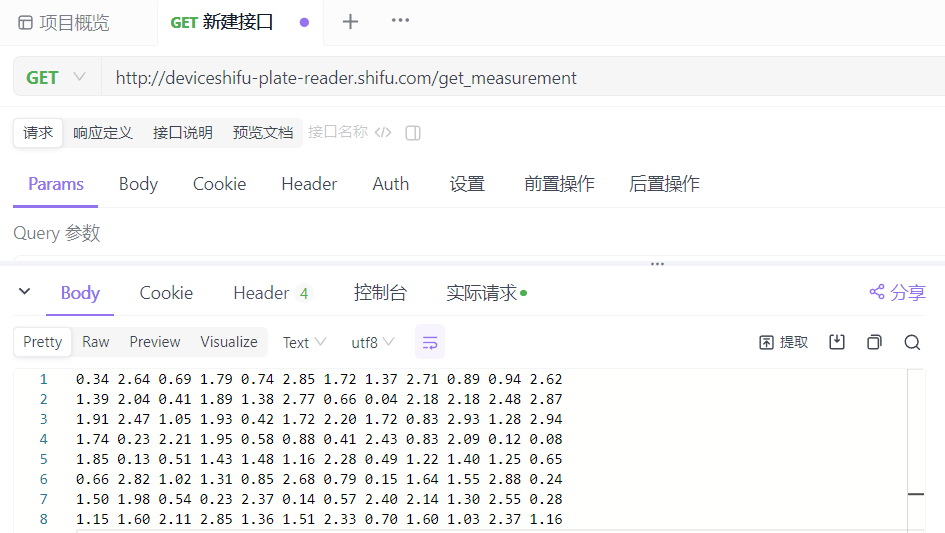 项目概览 GET 新建接口
GET http://deviceshifu-plate-reader.shifu.com/get_measurement
请求 响应定义 接口说明 预览文档 接口名称
Params Body Cookie Header Auth 设置 前置操作 后置操作
Query 参数
Body Cookie Header 4 控制台 实际请求 分享
Pretty Raw Preview Visualize Text utf8 提取
1 0.34 2.64 0.69 1.79 0.74 2.85 1.72 1.37 2.71 0.89 0.94 2.62
2 1.39 2.04 0.41 1.89 1.38 2.77 0.66 0.04 2.18 2.18 2.48 2.87
3 1.91 2.47 1.05 1.93 0.42 1.72 2.20 1.72 0.83 2.93 1.28 2.94
4 1.74 0.23 2.21 1.95 0.58 0.88 0.41 2.43 0.83 2.09 0.12 0.08
5 1.85 0.13 0.51 1.43 1.48 1.16 2.28 0.49 1.22 1.40 1.25 0.65
6 0.66 2.82 1.02 1.31 0.85 2.68 0.79 0.15 1.64 1.55 2.88 0.24
7 1.50 1.98 0.54 0.23 2.37 0.14 0.57 2.40 2.14 1.30 2.55 0.28
8 1.15 1.60 2.11 2.85 1.36 1.51 2.33 0.70 1.60 1.03 2.37 1.16